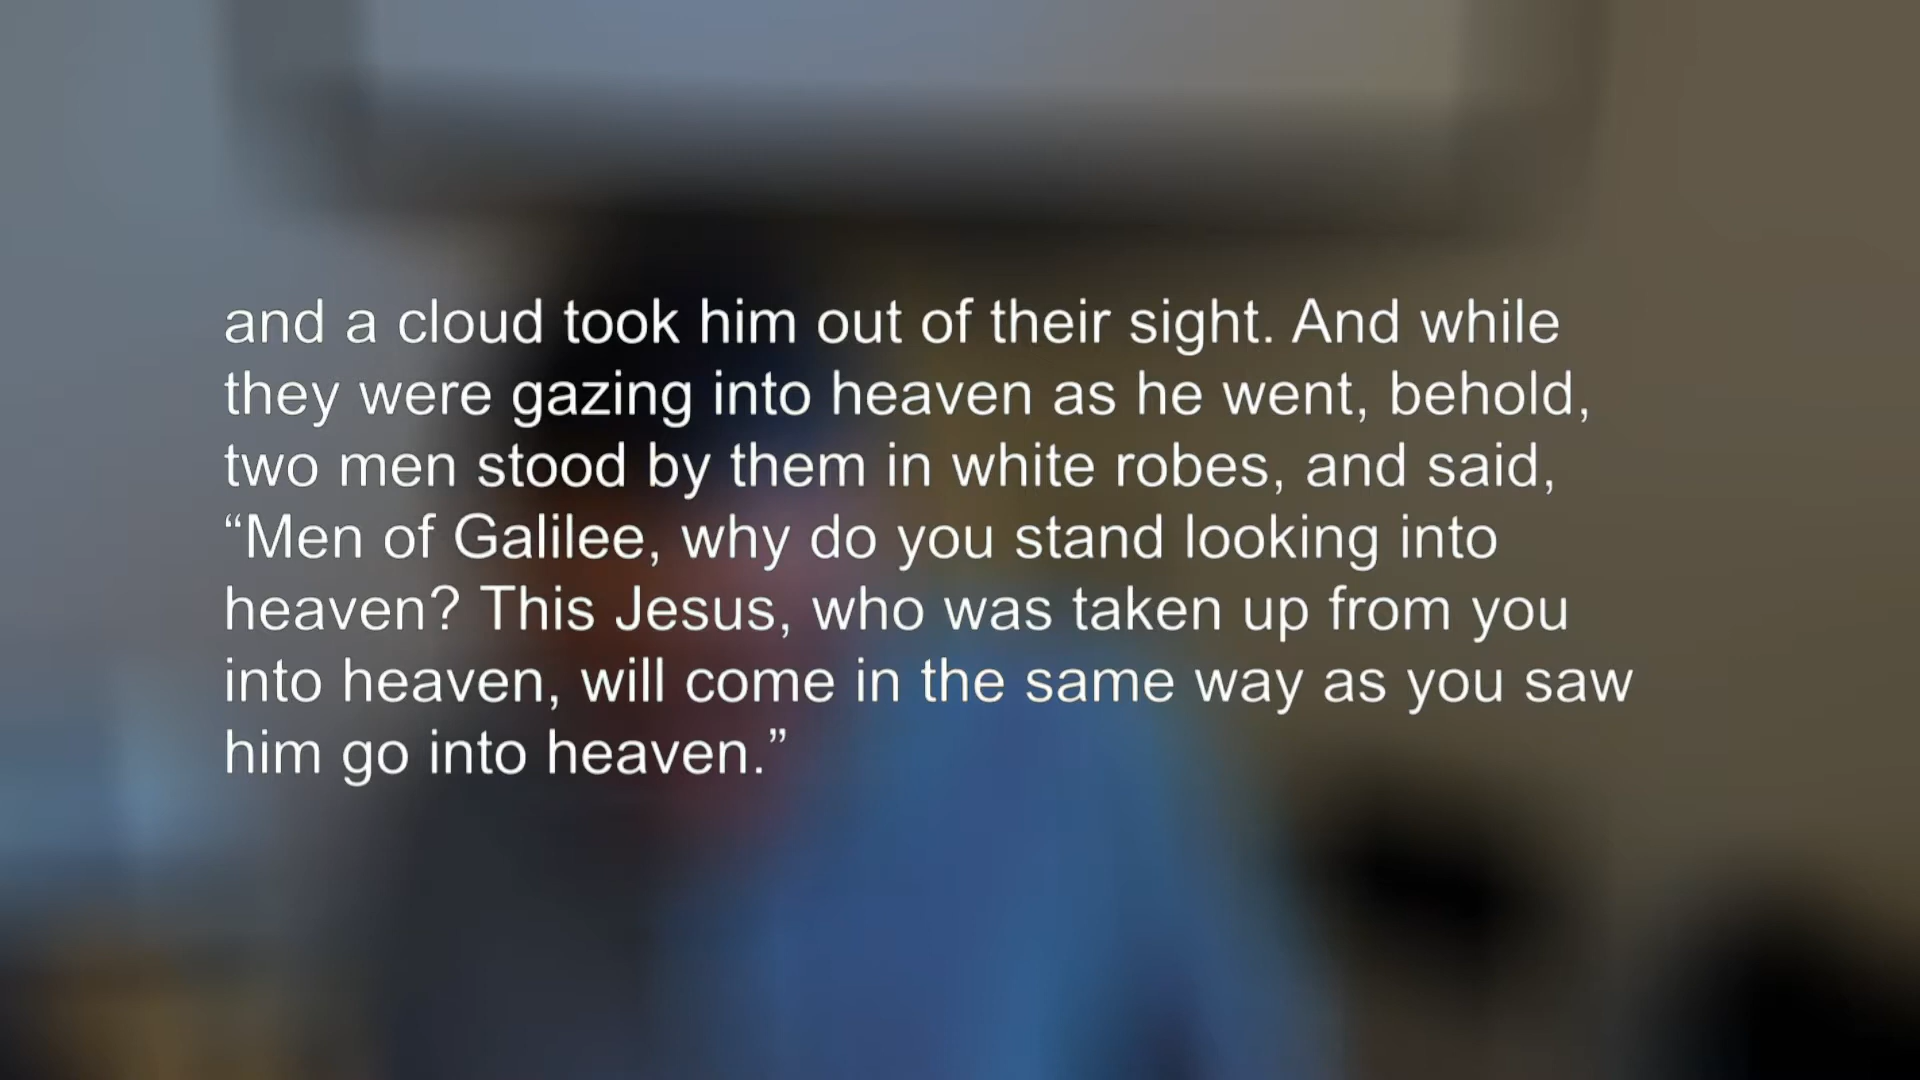 and a cloud took him out of their sight. And while
they were gazing into heaven as he went, behold,
two men stood by them in white robes, and said,
“Men of Galilee, why do you stand looking into
heaven? This Jesus, who was taken up from you
into heaven, will come in the same way as you saw
him go into heaven.”